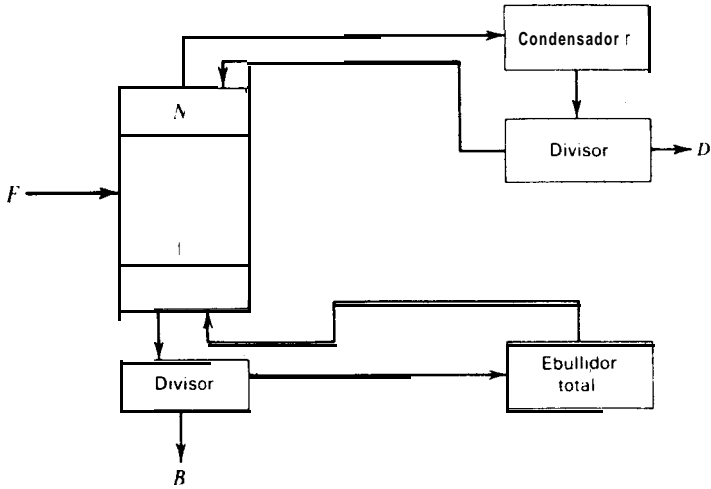 Condensador r
N
Divisor
D
F
1
Ebullidor
total
Divisor
B